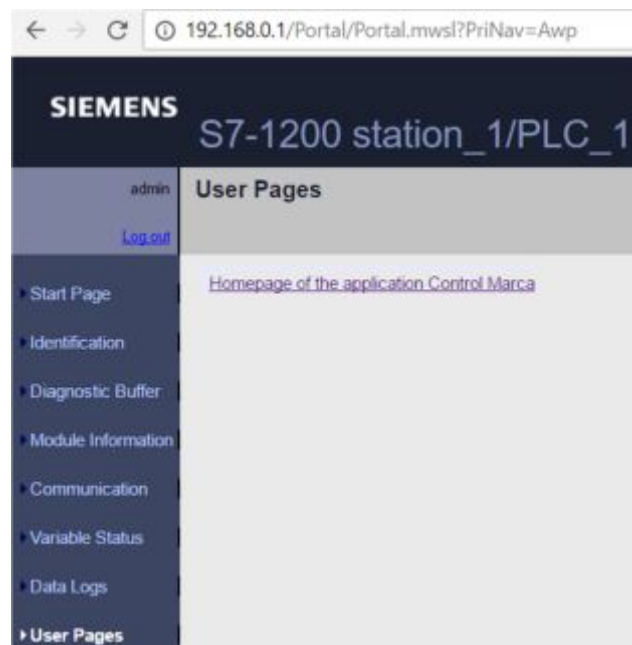 192.168.0.1/Portal/Portal.mwsl?PriNav=Awp
SIEMENS
S7-1200 station_1/PLC_1
admin
Log out
User Pages
Homepage of the application Control Marca
Start Page
Identification
Diagnostic Buffer
Module Information
Communication
Variable Status
Data Logs
User Pages